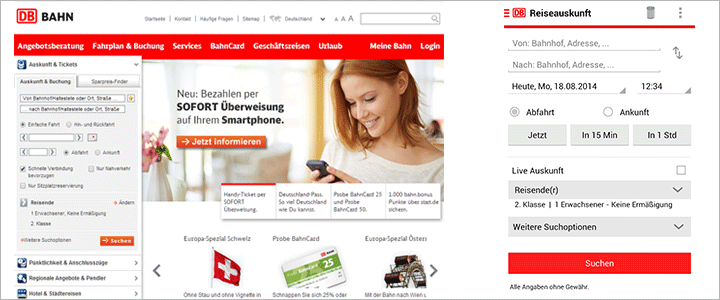 DB BAHN
Startseite | Kontakt | Häufige Fragen | Sitemap
Deutschland
A A A
Angebotsberatung Fahrplan & Buchung Services BahnCard Geschäftsreisen Urlaub Meine Bahn Login
Auskunft & Tickets
Auskunft & Buchung
Sparpreis-Finder
Von Bahnhof/Haltestelle oder Ort, Straße
nach Bahnhof/Haltestelle oder Ort, Straße
Einfache Fahrt
Hin- und Rückfahrt
Abfahrt
Ankunft
Schnelle Verbindung bevorzugen
Nur Nahverkehr
Nur Sitzplatzreservierung
Reisende
Ändern
1 Erwachsener, Keine Ermäßigung
2. Klasse
Weitere Suchoptionen
Suchen
Pünktlichkeit & Anschlusszüge
Regionale Angebote & Pendler
Hotel & Städtereisen
Neu: Bezahlen per
SOFORT Überweisung
auf Ihrem Smartphone.
Jetzt informieren
Handy-Ticket per
SOFORT
Überweisung.
Deutschland-Pass.
So viel Deutschland
wie Du kannst.
Probe BahnCard 25
und Probe
BahnCard 50.
1.000 bahn.bonus
Punkte über start.de
sichern.
Europa-Spezial Schweiz
Probe BahnCard
Europa-Spezial Österr
25
Ohne Stau und ohne Vignette in
Schnappen Sie sich 25% oder
Mit der Bahn nach Wien u
DB Reiseauskunft
Von: Bahnhof, Adresse, ...
Nach: Bahnhof, Adresse, ...
Heute, Mo, 18.08.2014
12:34
Abfahrt
Ankunft
Jetzt
In 15 Min
In 1 Std
Live Auskunft
Reisende(r)
2. Klasse | 1 Erwachsener - Keine Ermäßigung
Weitere Suchoptionen
Suchen
Alle Angaben ohne Gewähr.